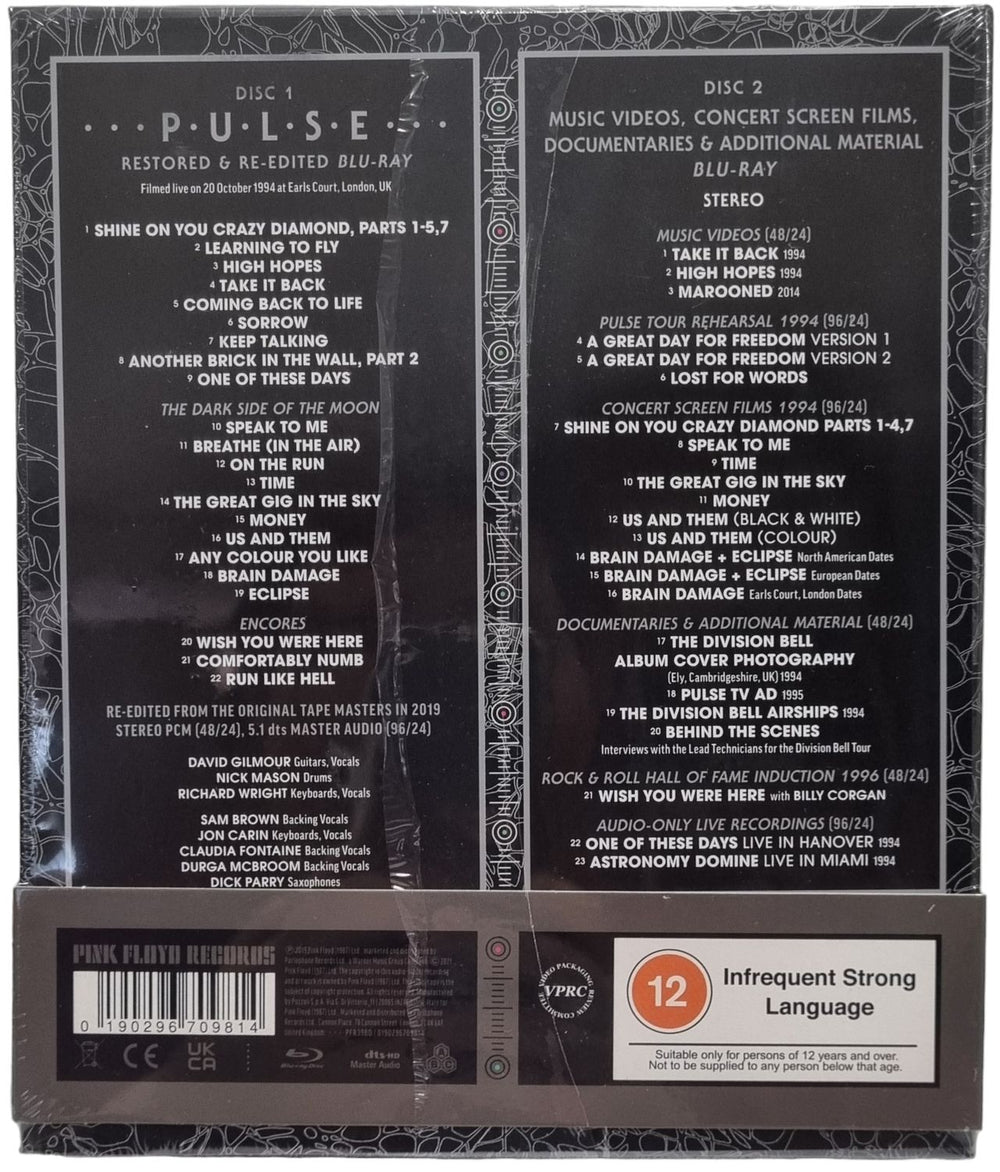 DISC 1
···P·U·L·S·E···
RESTORED & RE-EDITED BLU-RAY
Filmed live on 20 October 1994 at Earls Court, London, UK
1 SHINE ON YOU CRAZY DIAMOND, PARTS 1-5,7
2 LEARNING TO FLY
3 HIGH HOPES
4 TAKE IT BACK
5 COMING BACK TO LIFE
6 SORROW
7 KEEP TALKING
8 ANOTHER BRICK IN THE WALL, PART 2
9 ONE OF THESE DAYS
THE DARK SIDE OF THE MOON
10 SPEAK TO ME
11 BREATHE (IN THE AIR)
12 ON THE RUN
13 TIME
14 THE GREAT GIG IN THE SKY
15 MONEY
16 US AND THEM
17 ANY COLOUR YOU LIKE
18 BRAIN DAMAGE
19 ECLIPSE
ENCORES
20 WISH YOU WERE HERE
21 COMFORTABLY NUMB
22 RUN LIKE HELL
RE-EDITED FROM THE ORIGINAL TAPE MASTERS IN 2019
STEREO PCM (48/24), 5.1 dts MASTER AUDIO (96/24)
DAVID GILMOUR Guitars, Vocals
NICK MASON Drums
RICHARD WRIGHT Keyboards, Vocals
SAM BROWN Backing Vocals
JON CARIN Keyboards, Vocals
CLAUDIA FONTAINE Backing Vocals
DURGA MCBROOM Backing Vocals
DICK PARRY Saxophones
DISC 2
MUSIC VIDEOS, CONCERT SCREEN FILMS,
DOCUMENTARIES & ADDITIONAL MATERIAL
BLU-RAY
STEREO
MUSIC VIDEOS (48/24)
1 TAKE IT BACK 1994
2 HIGH HOPES 1994
3 MAROONED 2014
PULSE TOUR REHEARSAL 1994 (96/24)
4 A GREAT DAY FOR FREEDOM VERSION 1
5 A GREAT DAY FOR FREEDOM VERSION 2
6 LOST FOR WORDS
CONCERT SCREEN FILMS 1994 (96/24)
7 SHINE ON YOU CRAZY DIAMOND PARTS 1-4,7
8 SPEAK TO ME
9 TIME
10 THE GREAT GIG IN THE SKY
11 MONEY
12 US AND THEM (BLACK & WHITE)
13 US AND THEM (COLOUR)
14 BRAIN DAMAGE + ECLIPSE North American Dates
15 BRAIN DAMAGE + ECLIPSE European Dates
16 BRAIN DAMAGE Earls Court, London Dates
DOCUMENTARIES & ADDITIONAL MATERIAL (48/24)
17 THE DIVISION BELL
ALBUM COVER PHOTOGRAPHY
(Ely, Cambridgeshire, UK) 1994
18 PULSE TV AD 1995
19 THE DIVISION BELL AIRSHIPS 1994
20 BEHIND THE SCENES
Interviews with the Lead Technicians for the Division Bell Tour
ROCK & ROLL HALL OF FAME INDUCTION 1996 (48/24)
21 WISH YOU WERE HERE with BILLY CORGAN
AUDIO-ONLY LIVE RECORDINGS (96/24)
22 ONE OF THESE DAYS LIVE IN HANOVER 1994
23 ASTRONOMY DOMINE LIVE IN MIAMI 1994
PINK FLOYD RECORDS
0 190296 709814
CE UK CA
Blu-ray Disc
dts-HD
Master Audio
VIDEO PACKAGING REVIEW COMMITTEE
VPRC
12
Infrequent Strong
Language
Suitable only for persons of 12 years and over.
Not to be supplied to any person below that age.